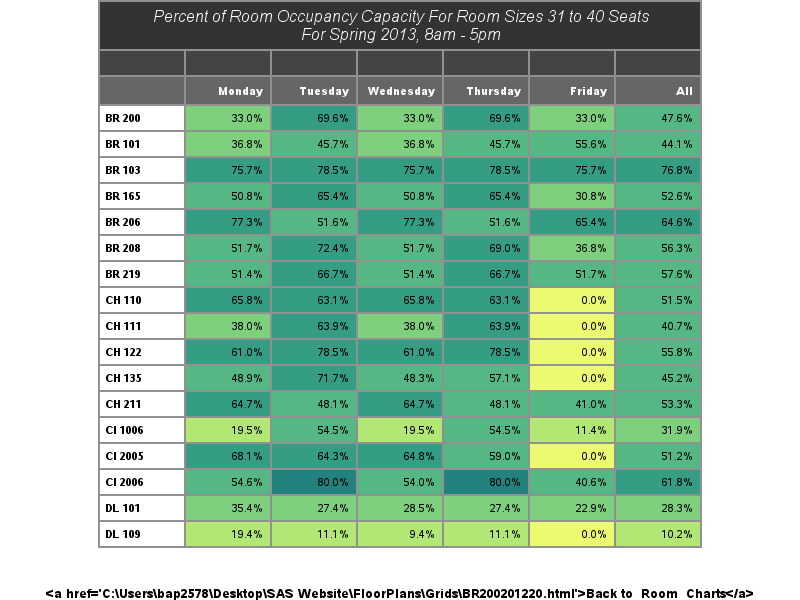 Percent of Room Occupancy Capacity For Room Sizes 31 to 40 Seats
For Spring 2013, 8am - 5pm
Monday Tuesday Wednesday Thursday Friday All
BR 200 33.0% 69.6% 33.0% 69.6% 33.0% 47.6%
BR 101 36.8% 45.7% 36.8% 45.7% 55.6% 44.1%
BR 103 75.7% 78.5% 75.7% 78.5% 75.7% 76.8%
BR 165 50.8% 65.4% 50.8% 65.4% 30.8% 52.6%
BR 206 77.3% 51.6% 77.3% 51.6% 65.4% 64.6%
BR 208 51.7% 72.4% 51.7% 69.0% 36.8% 56.3%
BR 219 51.4% 66.7% 51.4% 66.7% 51.7% 57.6%
CH 110 65.8% 63.1% 65.8% 63.1% 0.0% 51.5%
CH 111 38.0% 63.9% 38.0% 63.9% 0.0% 40.7%
CH 122 61.0% 78.5% 61.0% 78.5% 0.0% 55.8%
CH 135 48.9% 71.7% 48.3% 57.1% 0.0% 45.2%
CH 211 64.7% 48.1% 64.7% 48.1% 41.0% 53.3%
CI 1006 19.5% 54.5% 19.5% 54.5% 11.4% 31.9%
CI 2005 68.1% 64.3% 64.8% 59.0% 0.0% 51.2%
CI 2006 54.6% 80.0% 54.0% 80.0% 40.6% 61.8%
DL 101 35.4% 27.4% 28.5% 27.4% 22.9% 28.3%
DL 109 19.4% 11.1% 9.4% 11.1% 0.0% 10.2%
<a href='C:\Users\bap2578\Desktop\SAS Website\FloorPlans\Grids\BR200201220.html'>Back to Room Charts</a>